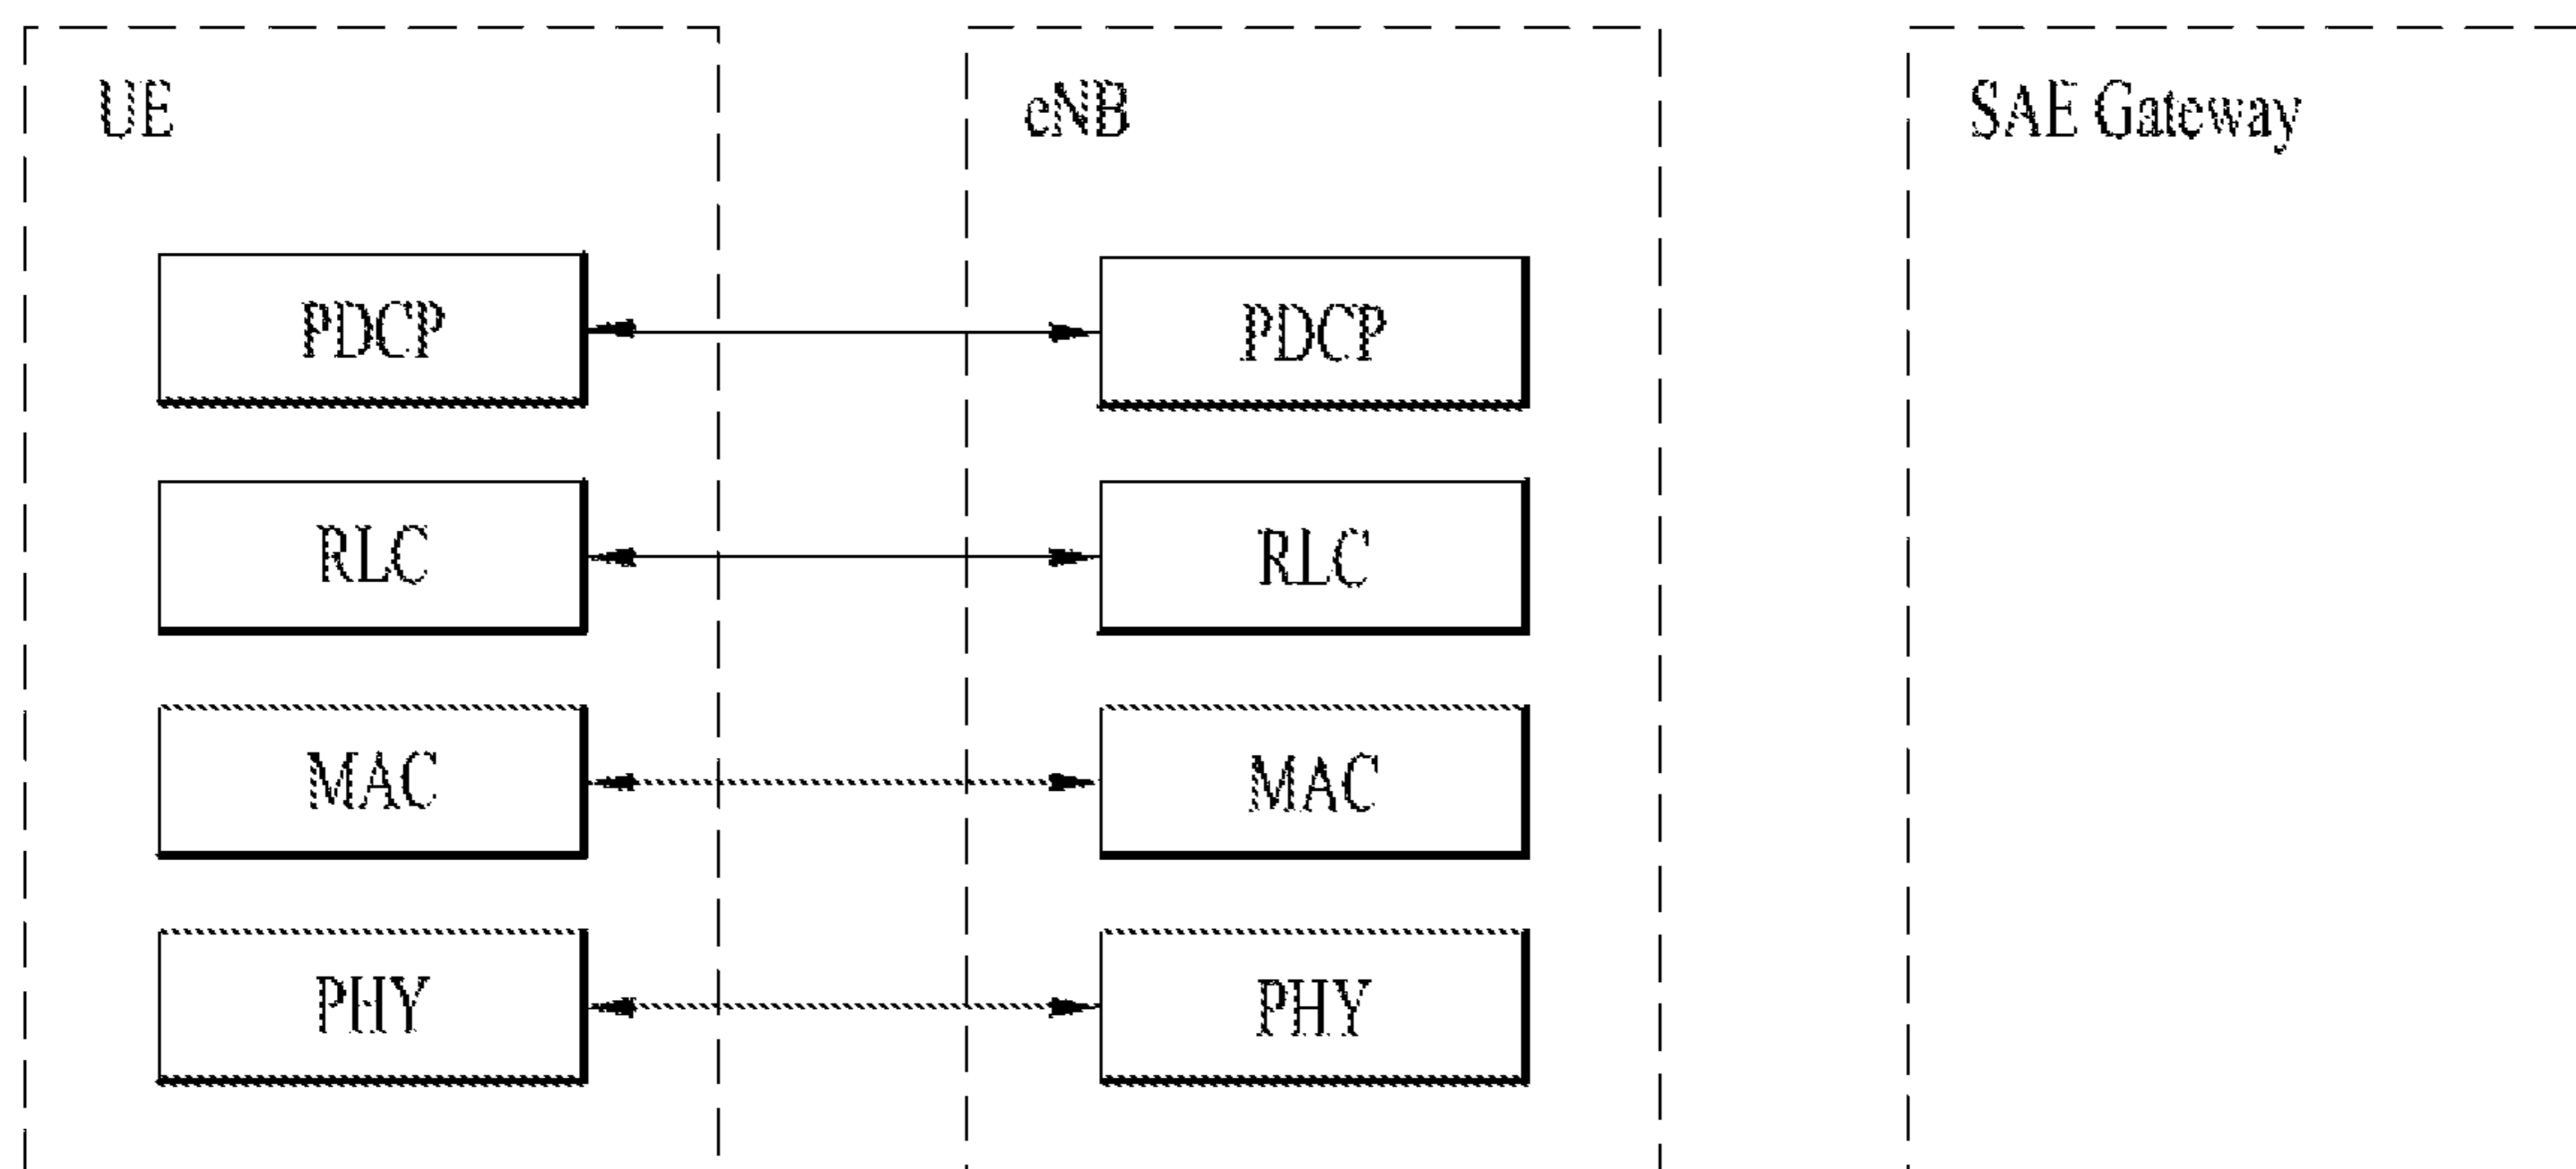 UE
eNB
SAE Gateway
PDCP
PDCP
RLC
RLC
MAC
MAC
PHY
PHY